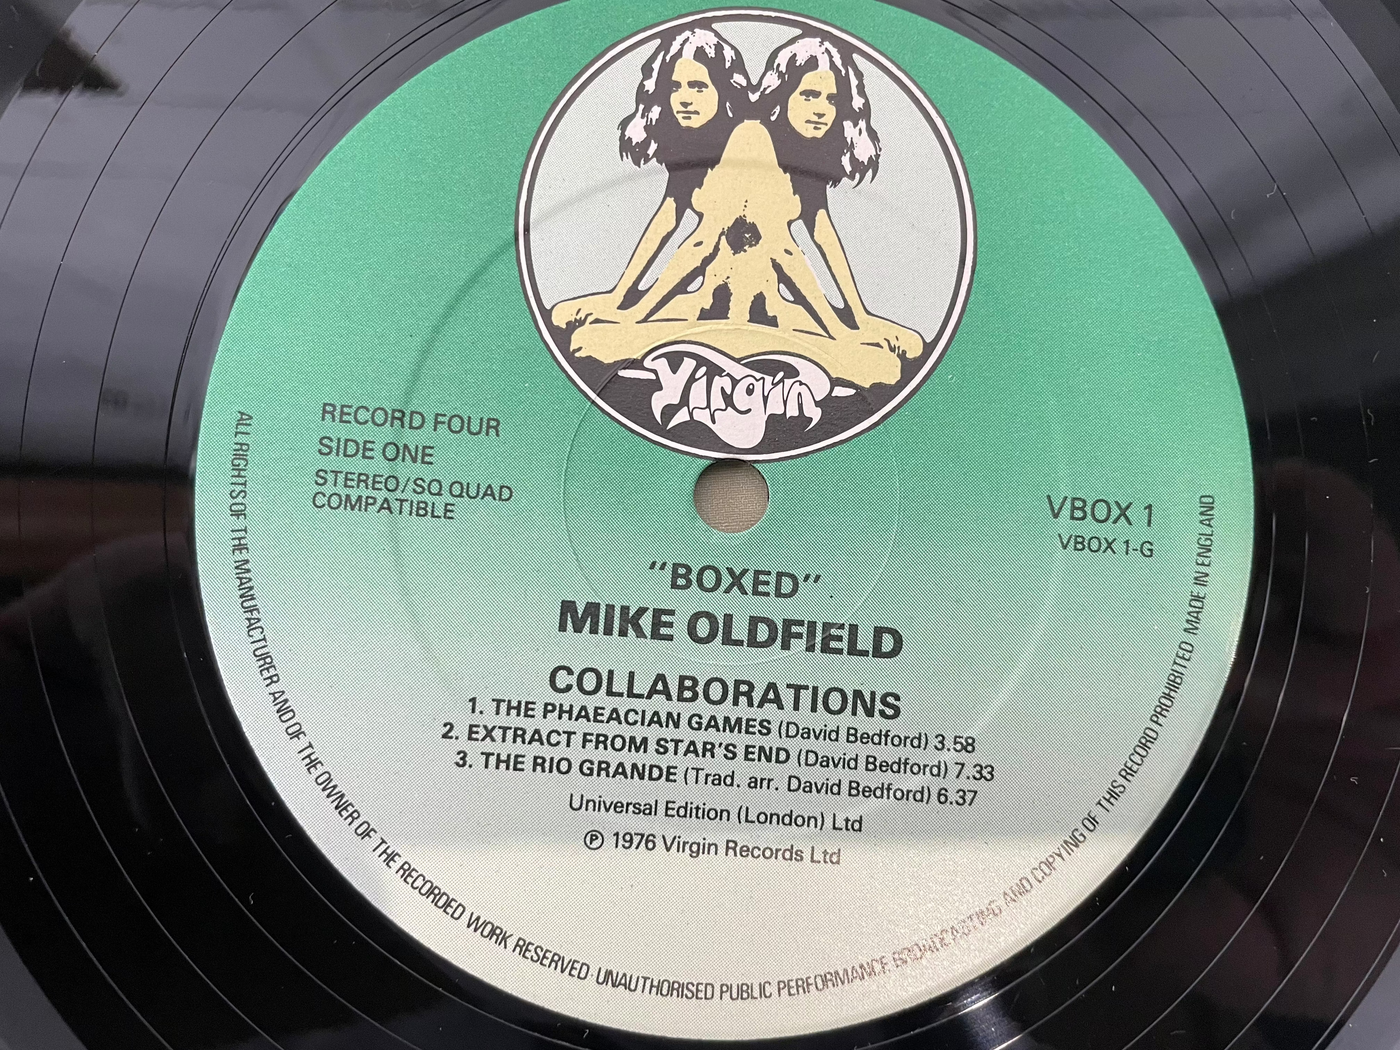 Virgin
RECORD FOUR
SIDE ONE
STEREO/SQ QUAD
COMPATIBLE
VBOX 1
VBOX 1-G
"BOXED"
MIKE OLDFIELD
COLLABORATIONS
1. THE PHAEACIAN GAMES (David Bedford) 3.58
2. EXTRACT FROM STAR'S END (David Bedford) 7.33
3. THE RIO GRANDE (Trad. arr. David Bedford) 6.37
Universal Edition (London) Ltd
℗ 1976 Virgin Records Ltd
ALL RIGHTS OF THE MANUFACTURER AND OF THE OWNER OF THE RECORDED WORK RESERVED UNAUTHORISED PUBLIC PERFORMANCE BROADCASTING AND COPYING OF THIS RECORD PROHIBITED MADE IN ENGLAND